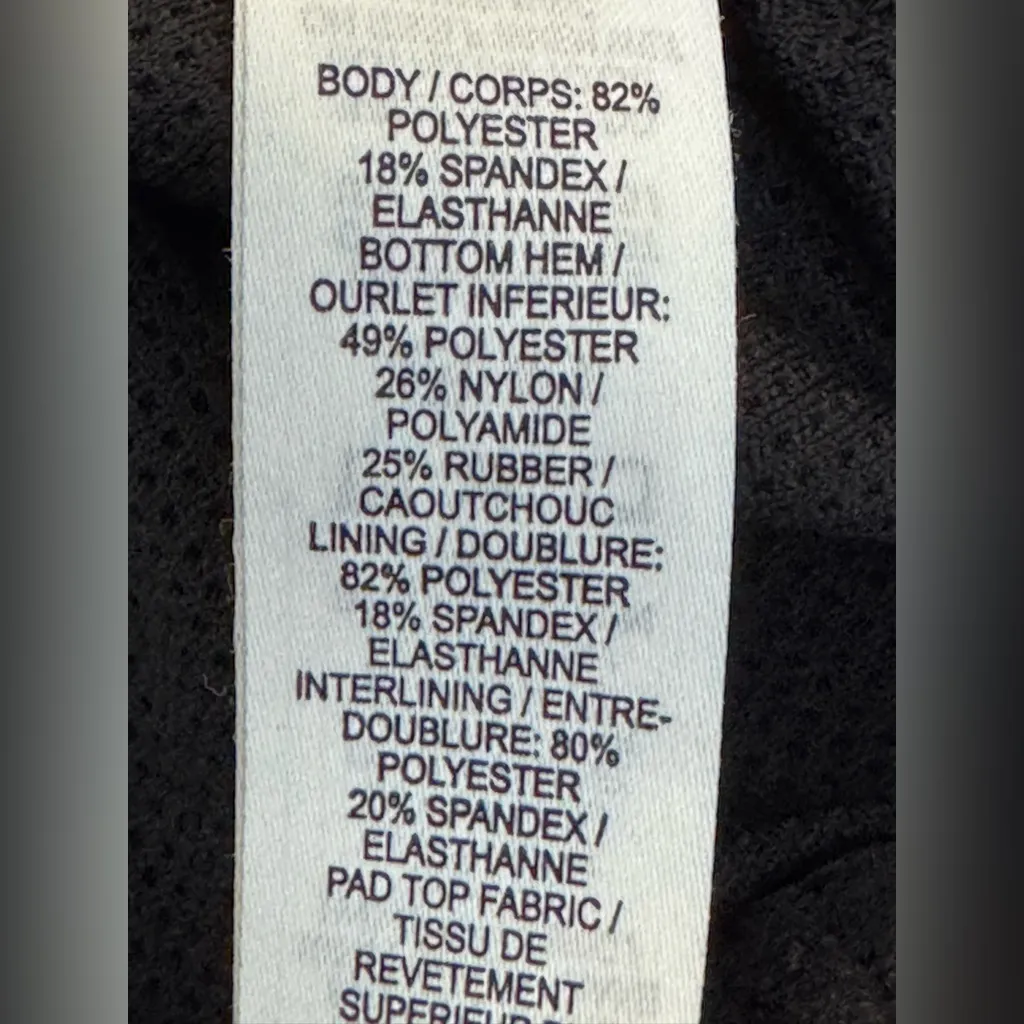 BODY / CORPS: 82%
POLYESTER
18% SPANDEX /
ELASTHANNE
BOTTOM HEM /
OURLET INFERIEUR:
49% POLYESTER
26% NYLON /
POLYAMIDE
25% RUBBER /
CAOUTCHOUC
LINING / DOUBLURE:
82% POLYESTER
18% SPANDEX /
ELASTHANNE
INTERLINING / ENTRE-
DOUBLURE: 80%
POLYESTER
20% SPANDEX /
ELASTHANNE
PAD TOP FABRIC /
TISSU DE
REVETEMENT
SUPERIEUR